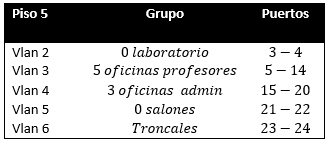 Piso 5 Grupo Puertos
Vlan 2 0 laboratorio 3 – 4
Vlan 3 5 oficinas profesores 5 – 14
Vlan 4 3 oficinas admin 15 – 20
Vlan 5 0 salones 21 – 22
Vlan 6 Troncales 23 – 24